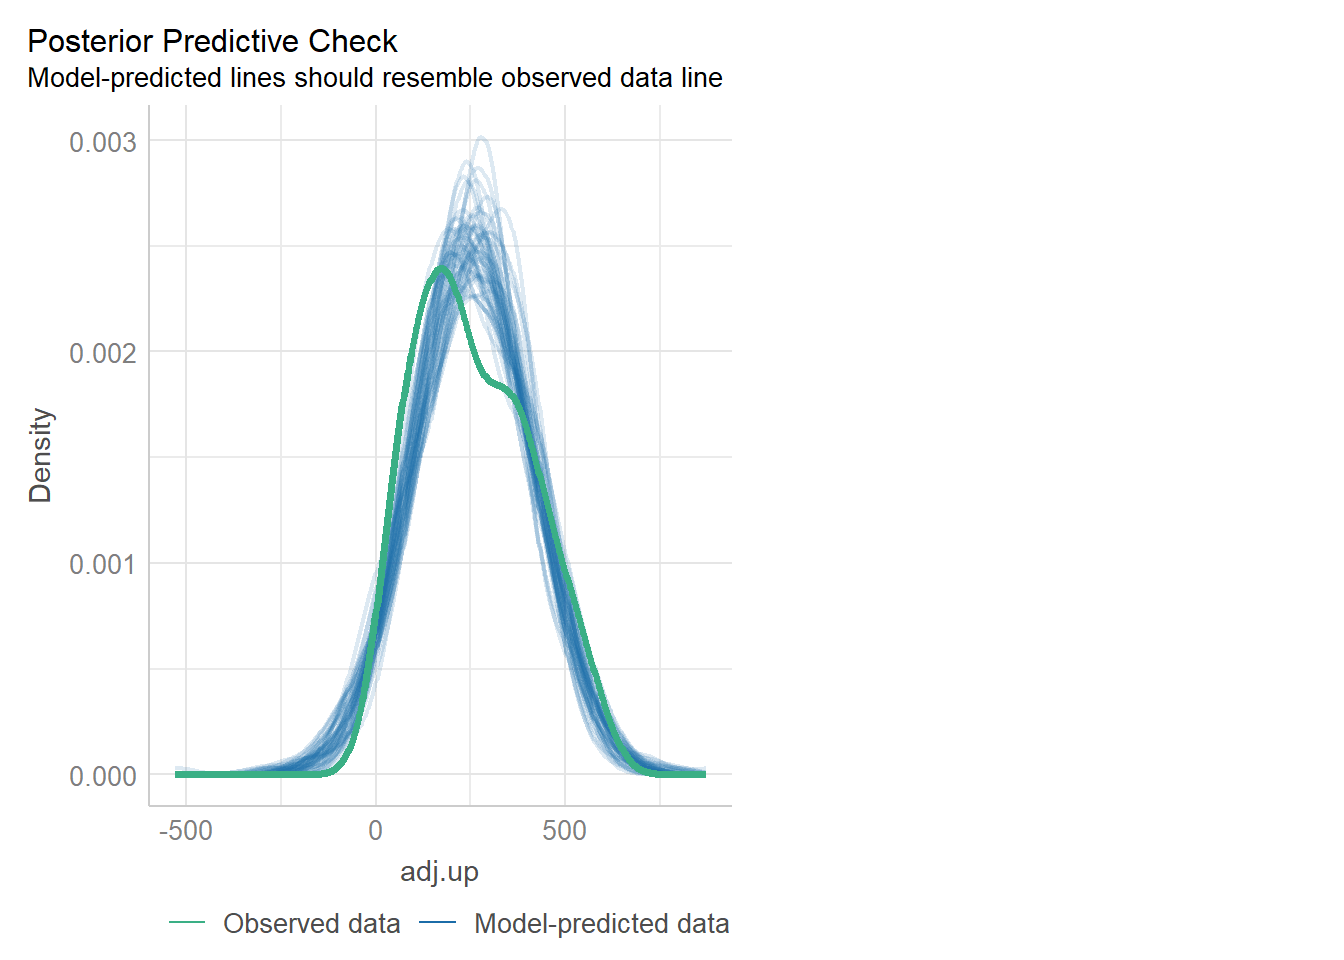 Posterior Predictive Check
Model-predicted lines should resemble observed data line
0.003
0.002
0.001
0.000
Density
-500 0 500
adj.up
Observed data Model-predicted data